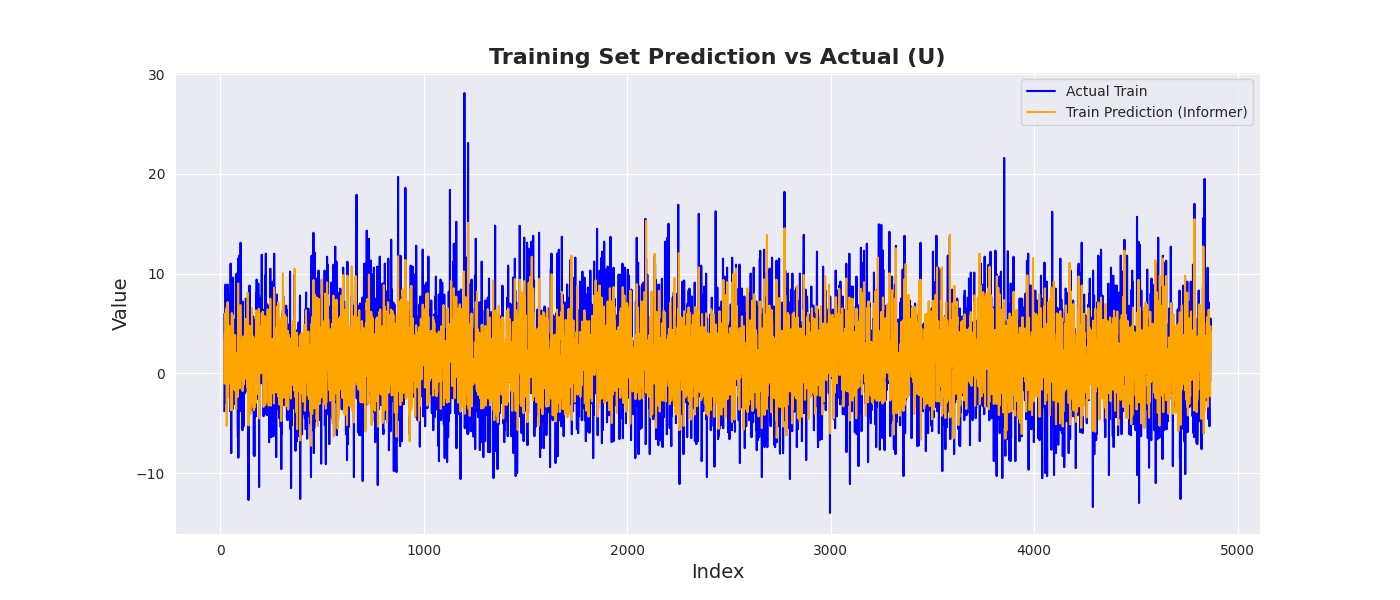 Training Set Prediction vs Actual (U)
Actual Train
Train Prediction (Informer)
Value
30
20
10
0
−10
0
1000
2000
3000
4000
5000
Index